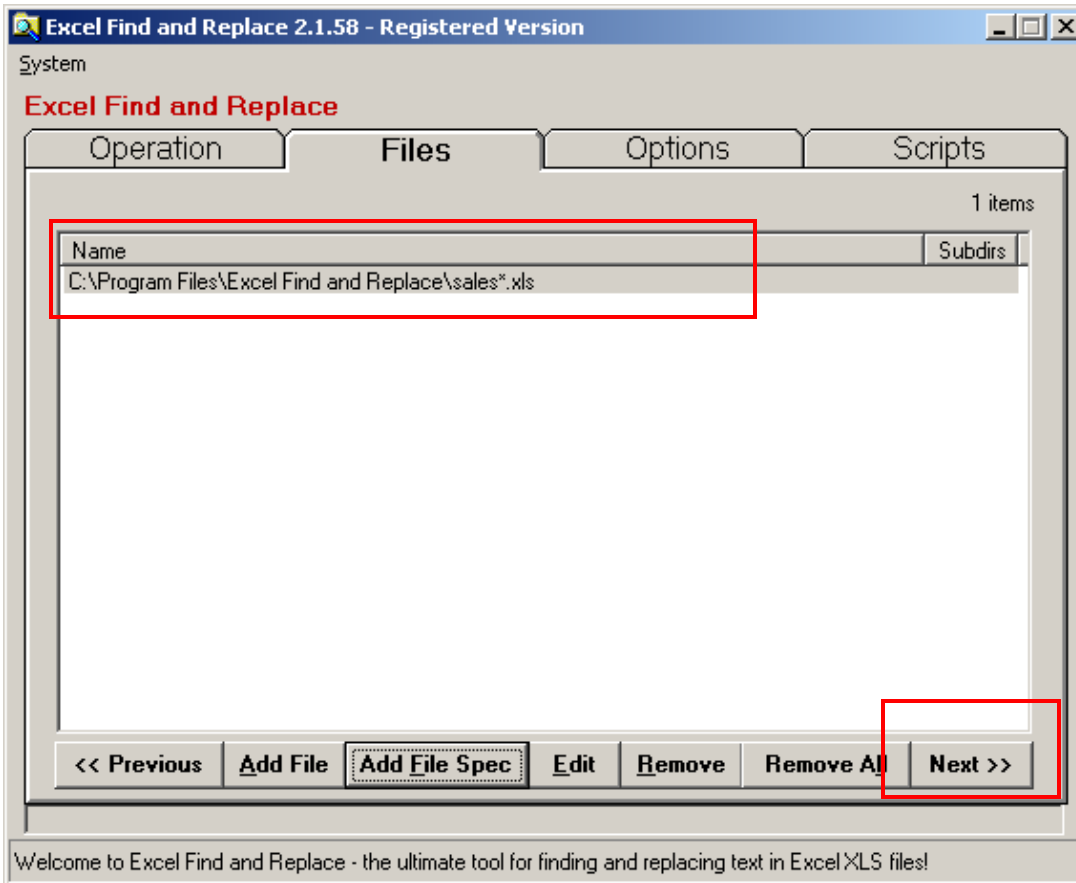 Excel Find and Replace 2.1.58 - Registered Version
System
Excel Find and Replace
Operation Files Options Scripts
1 items
Name Subdirs
C:\Program Files\Excel Find and Replace\sales*.xls
<< Previous Add File Add File Spec Edit Remove Remove All Next >>
Welcome to Excel Find and Replace - the ultimate tool for finding and replacing text in Excel XLS files!